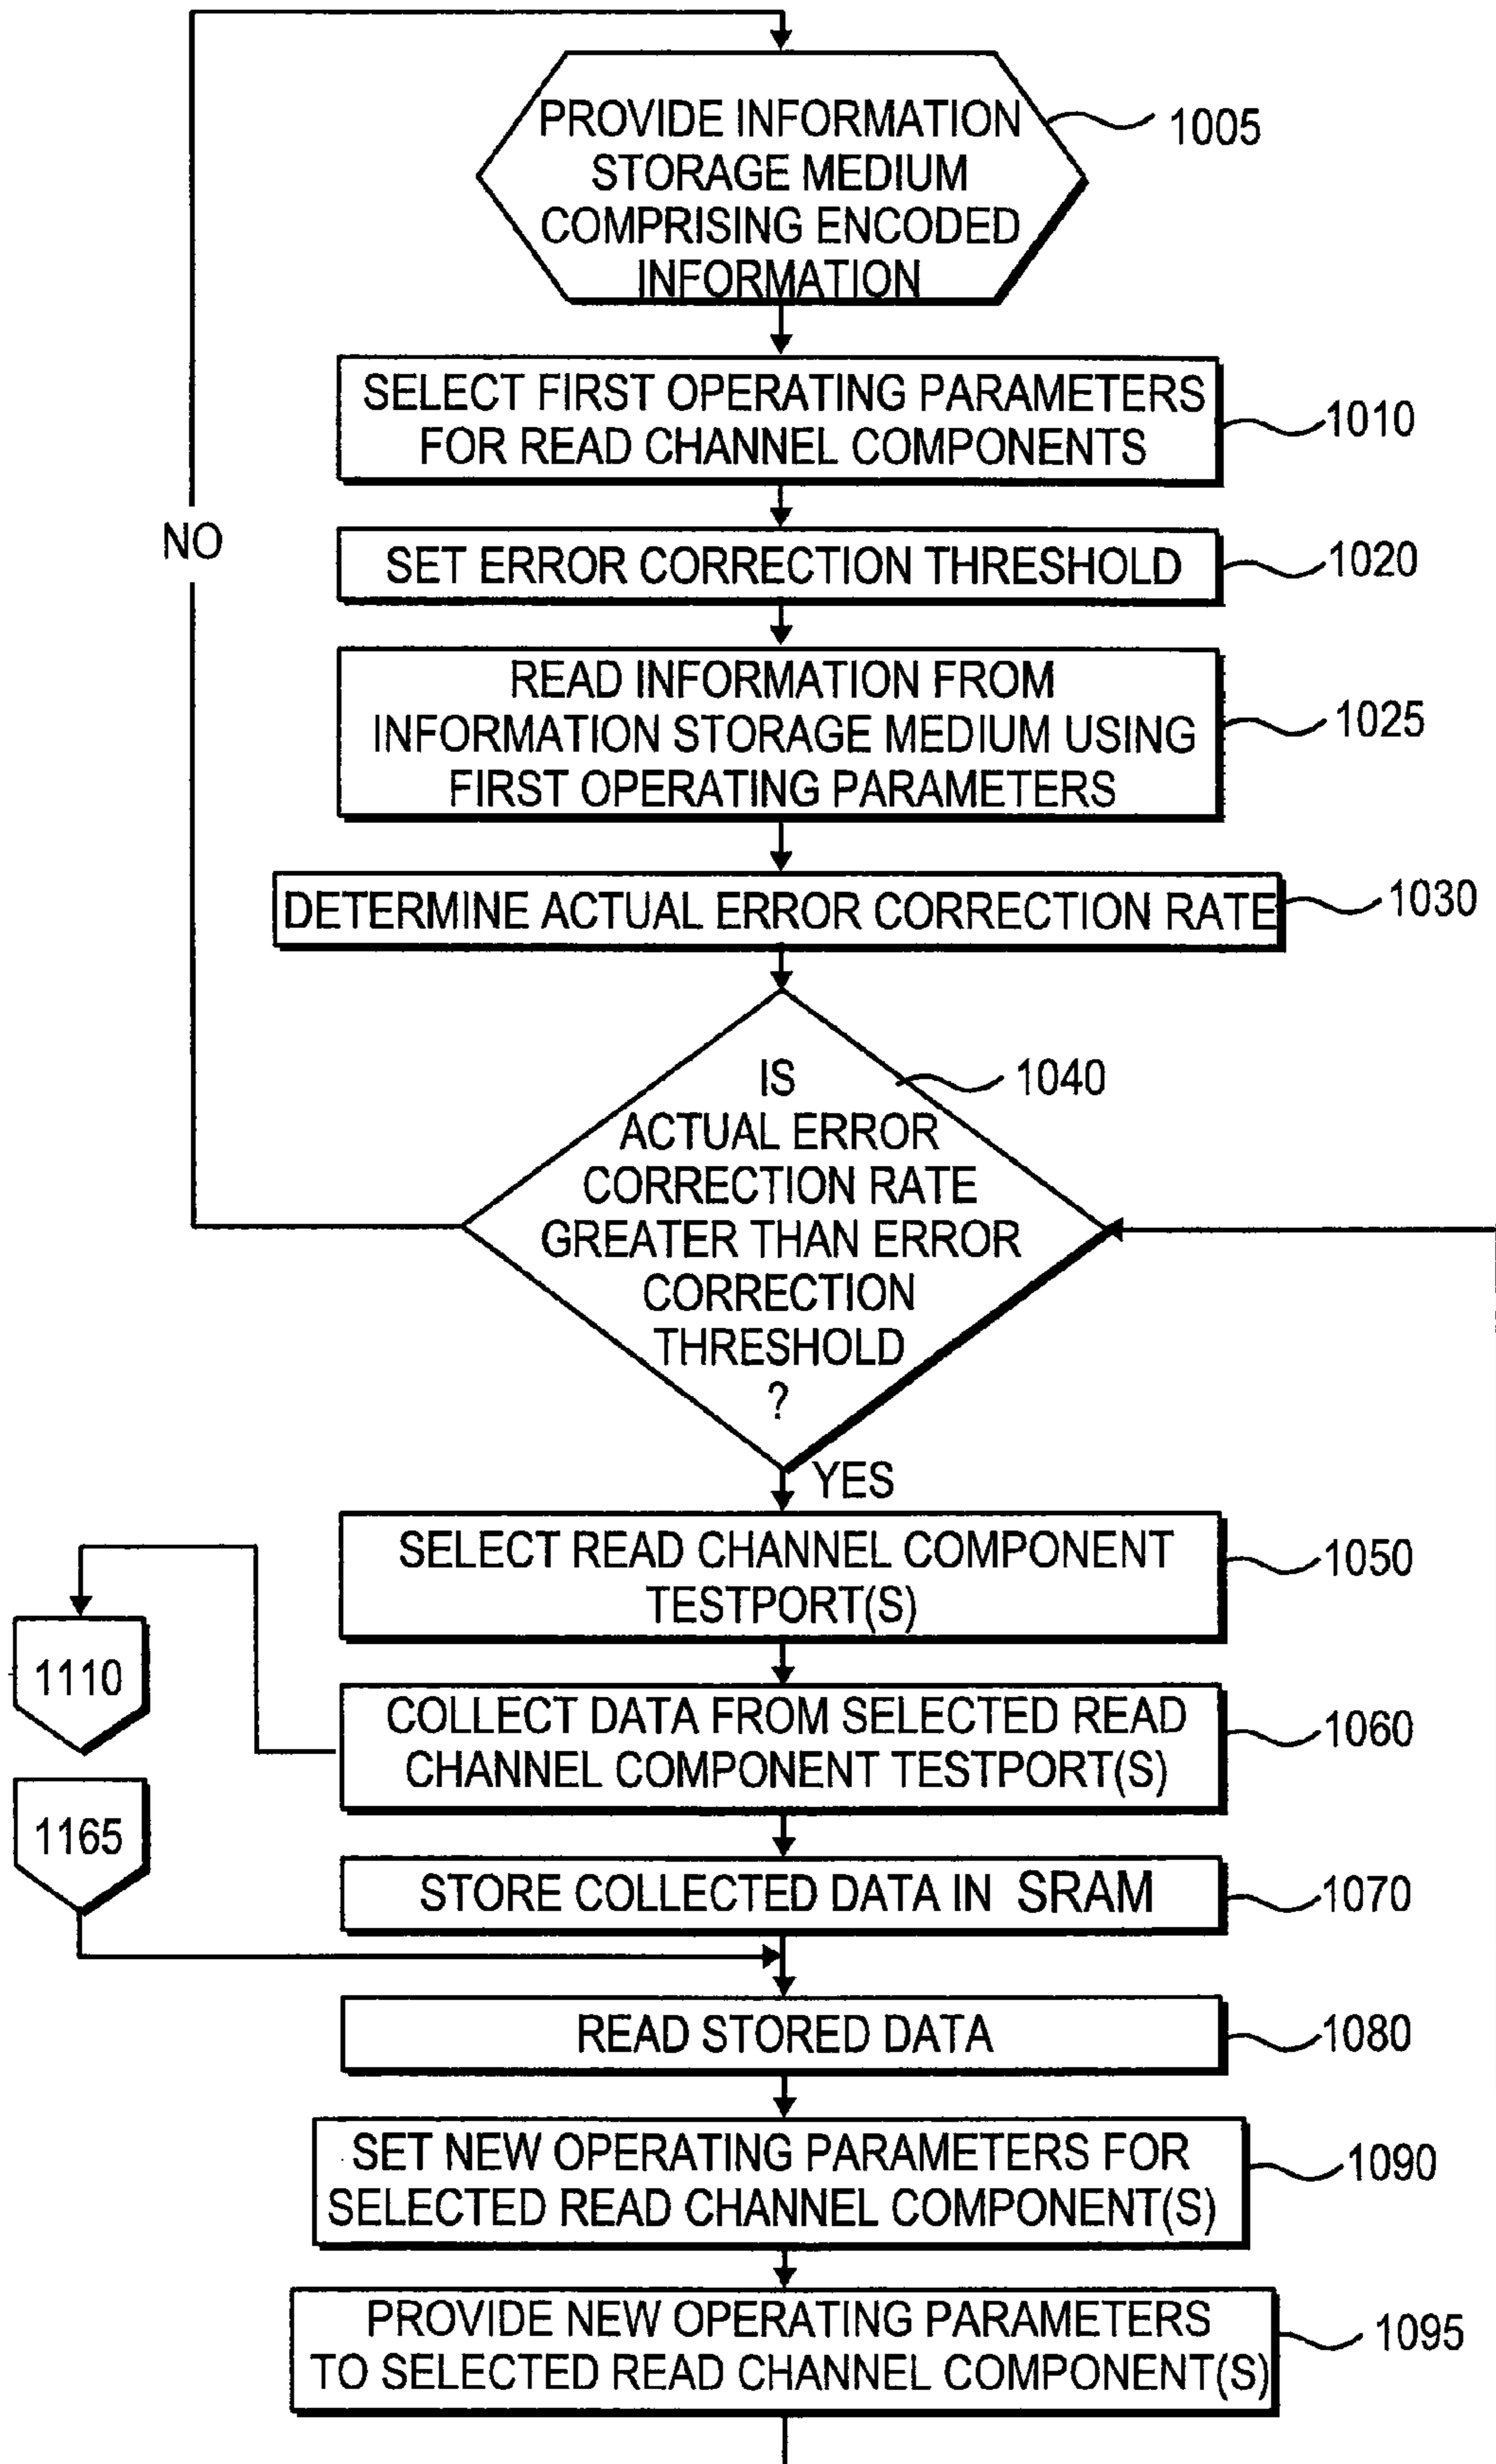 PROVIDE INFORMATION
STORAGE MEDIUM
COMPRISING ENCODED
INFORMATION
1005
SELECT FIRST OPERATING PARAMETERS
FOR READ CHANNEL COMPONENTS
1010
NO
SET ERROR CORRECTION THRESHOLD
1020
READ INFORMATION FROM
INFORMATION STORAGE MEDIUM USING
FIRST OPERATING PARAMETERS
1025
DETERMINE ACTUAL ERROR CORRECTION RATE
1030
IS
ACTUAL ERROR
CORRECTION RATE
GREATER THAN ERROR
CORRECTION
THRESHOLD
?
1040
YES
SELECT READ CHANNEL COMPONENT
TESTPORT(S)
1050
1110
COLLECT DATA FROM SELECTED READ
CHANNEL COMPONENT TESTPORT(S)
1060
1165
STORE COLLECTED DATA IN SRAM
1070
READ STORED DATA
1080
SET NEW OPERATING PARAMETERS FOR
SELECTED READ CHANNEL COMPONENT(S)
1090
PROVIDE NEW OPERATING PARAMETERS
TO SELECTED READ CHANNEL COMPONENT(S)
1095